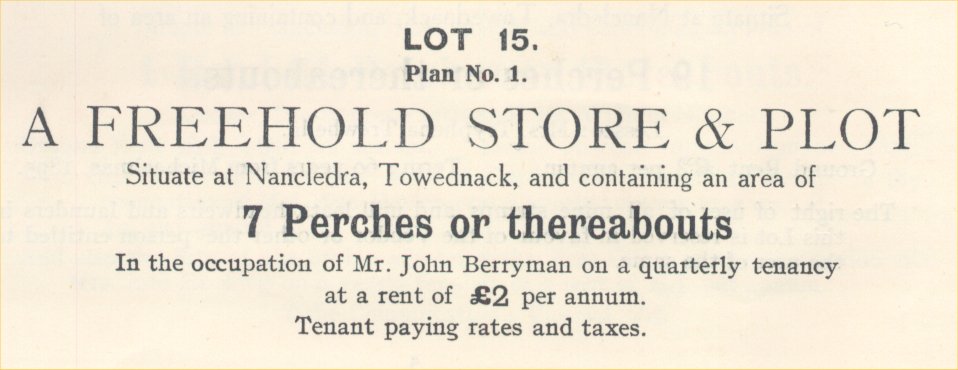 LOT 15.
Plan No. 1.
A FREEHOLD STORE & PLOT
Situate at Nancledra, Towednack, and containing an area of
7 Perches or thereabouts
In the occupation of Mr. John Berryman on a quarterly tenancy
at a rent of £2 per annum.
Tenant paying rates and taxes.